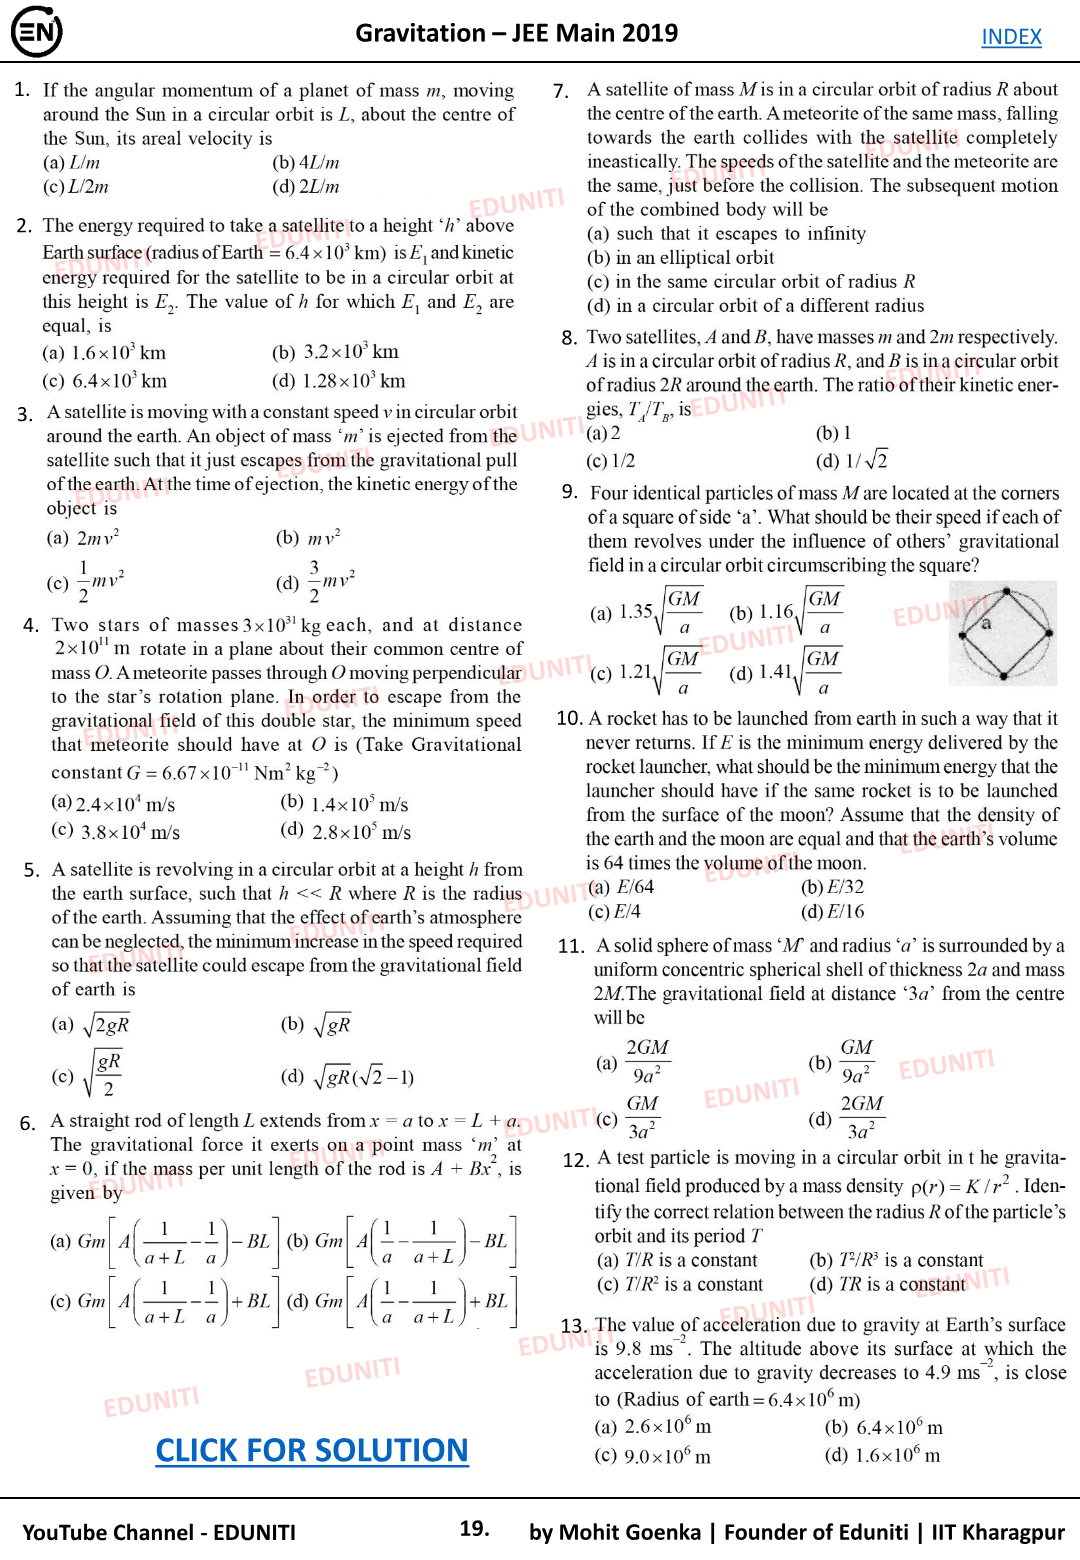 EN
Gravitation – JEE Main 2019
INDEX
1. If the angular momentum of a planet of mass m, moving
around the Sun in a circular orbit is L, about the centre of
the Sun, its areal velocity is
(a) L/m (b) 4L/m
(c) L/2m (d) 2L/m
2. The energy required to take a satellite to a height ‘h’ above
Earth surface (radius of Earth = 6.4×10³ km) is E₁ and kinetic
energy required for the satellite to be in a circular orbit at
this height is E₂. The value of h for which E₁ and E₂ are
equal, is
(a) 1.6×10³ km (b) 3.2×10³ km
(c) 6.4×10³ km (d) 1.28×10³ km
3. A satellite is moving with a constant speed v in circular orbit
around the earth. An object of mass ‘m’ is ejected from the
satellite such that it just escapes from the gravitational pull
of the earth. At the time of ejection, the kinetic energy of the
object is
(a) 2mv² (b) mv²
(c) 1/2 mv² (d) 3/2 mv²
4. Two stars of masses 3×10³¹ kg each, and at distance
2×10¹¹ m rotate in a plane about their common centre of
mass O. A meteorite passes through O moving perpendicular
to the star’s rotation plane. In order to escape from the
gravitational field of this double star, the minimum speed
that meteorite should have at O is (Take Gravitational
constant G = 6.67×10⁻¹¹ Nm² kg⁻²)
(a) 2.4×10⁴ m/s (b) 1.4×10⁵ m/s
(c) 3.8×10⁴ m/s (d) 2.8×10⁵ m/s
5. A satellite is revolving in a circular orbit at a height h from
the earth surface, such that h << R where R is the radius
of the earth. Assuming that the effect of earth’s atmosphere
can be neglected, the minimum increase in the speed required
so that the satellite could escape from the gravitational field
of earth is
(a) √(2gR) (b) √(gR)
(c) √(gR/2) (d) √(gR)(√2 – 1)
6. A straight rod of length L extends from x = a to x = L + a.
The gravitational force it exerts on a point mass ‘m’ at
x = 0, if the mass per unit length of the rod is A + Bx², is
given by
(a) Gm[A(1/(a+L) – 1/a) – BL] (b) Gm[A(1/a – 1/(a+L)) – BL]
(c) Gm[A(1/(a+L) – 1/a) + BL] (d) Gm[A(1/a – 1/(a+L)) + BL]
CLICK FOR SOLUTION
7. A satellite of mass M is in a circular orbit of radius R about
the centre of the earth. A meteorite of the same mass, falling
towards the earth collides with the satellite completely
ineastically. The speeds of the satellite and the meteorite are
the same, just before the collision. The subsequent motion
of the combined body will be
(a) such that it escapes to infinity
(b) in an elliptical orbit
(c) in the same circular orbit of radius R
(d) in a circular orbit of a different radius
8. Two satellites, A and B, have masses m and 2m respectively.
A is in a circular orbit of radius R, and B is in a circular orbit
of radius 2R around the earth. The ratio of their kinetic ener-
gies, T_A/T_B, is
(a) 2 (b) 1
(c) 1/2 (d) 1/√2
9. Four identical particles of mass M are located at the corners
of a square of side ‘a’. What should be their speed if each of
them revolves under the influence of others’ gravitational
field in a circular orbit circumscribing the square?
(a) 1.35√(GM/a) (b) 1.16√(GM/a)
(c) 1.21√(GM/a) (d) 1.41√(GM/a)
a
10. A rocket has to be launched from earth in such a way that it
never returns. If E is the minimum energy delivered by the
rocket launcher, what should be the minimum energy that the
launcher should have if the same rocket is to be launched
from the surface of the moon? Assume that the density of
the earth and the moon are equal and that the earth’s volume
is 64 times the volume of the moon.
(a) E/64 (b) E/32
(c) E/4 (d) E/16
11. A solid sphere of mass ‘M’ and radius ‘a’ is surrounded by a
uniform concentric spherical shell of thickness 2a and mass
2M.The gravitational field at distance ‘3a’ from the centre
will be
(a) 2GM/9a² (b) GM/9a²
(c) GM/3a² (d) 2GM/3a²
12. A test particle is moving in a circular orbit in t he gravita-
tional field produced by a mass density ρ(r) = K / r² . Iden-
tify the correct relation between the radius R of the particle’s
orbit and its period T
(a) T/R is a constant (b) T²/R³ is a constant
(c) T/R² is a constant (d) TR is a constant
13. The value of acceleration due to gravity at Earth’s surface
is 9.8 ms⁻². The altitude above its surface at which the
acceleration due to gravity decreases to 4.9 ms⁻², is close
to (Radius of earth = 6.4×10⁶ m)
(a) 2.6×10⁶ m (b) 6.4×10⁶ m
(c) 9.0×10⁶ m (d) 1.6×10⁶ m
YouTube Channel - EDUNITI
19.
by Mohit Goenka | Founder of Eduniti | IIT Kharagpur